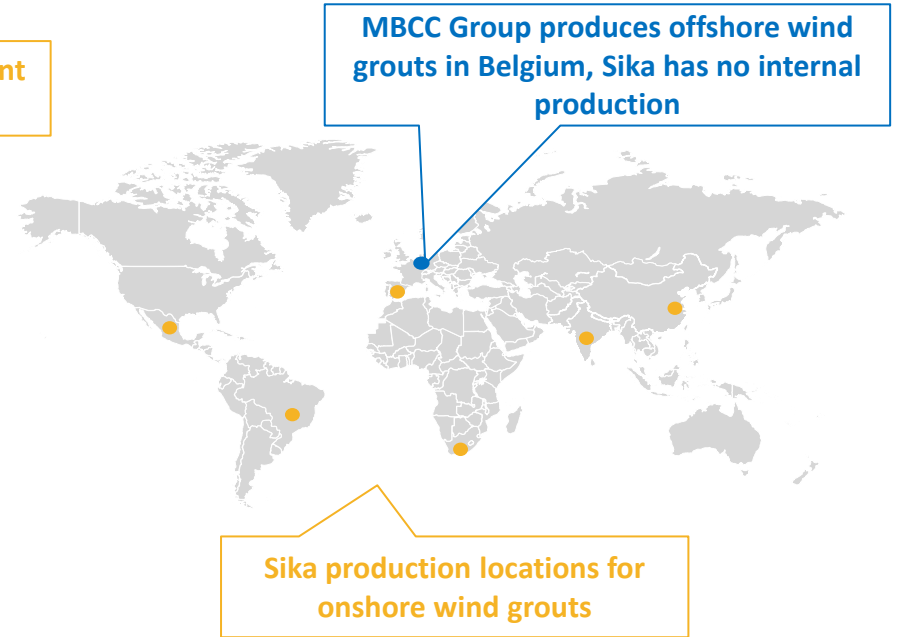 MBCC Group produces offshore wind
grouts in Belgium, Sika has no internal
production
Sika production locations for
onshore wind grouts